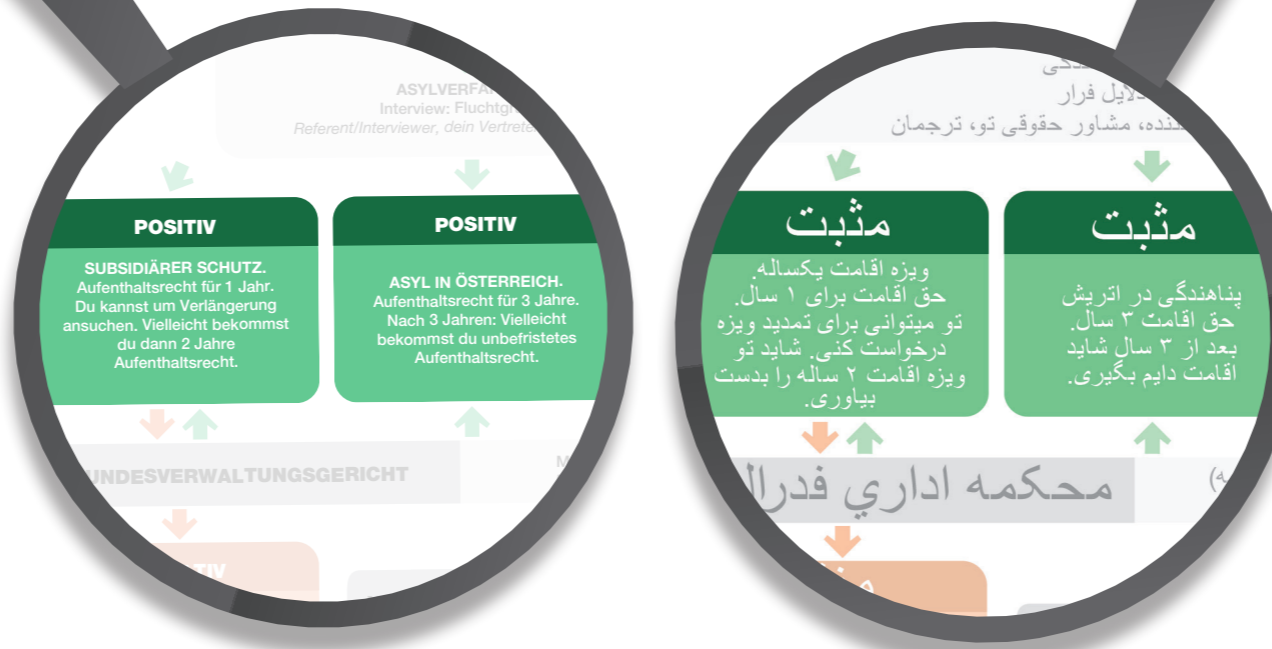 Interview:
Referent/Interviewer, dein
POSITIV
SUBSIDIÄRER SCHUTZ.
Aufenthaltsrecht für 1 Jahr.
Du kannst um Verlängerung
ansuchen. Vielleicht bekommst
du dann 2 Jahre
Aufenthaltsrecht.
POSITIV
ASYL IN ÖSTERREICH.
Aufenthaltsrecht für 3 Jahre.
Nach 3 Jahren: Vielleicht
bekommst du unbefristetes
Aufenthaltsrecht.
UNDESVERWALTUNGSGERICHT
TIV
دلایل فرار
مشاور حقوقی تو، ترجمان
مثبت
ویزه اقامت یکساله.
حق اقامت برای ۱ سال.
تو میتوانی برای تمدید ویزه
درخواست کنی. شاید تو
ویزه اقامت ۲ ساله را بدست
بیاوری.
مثبت
پناهندگی در اتریش
حق اقامت ۳ سال.
بعد از ۳ سال شاید
اقامت دایم بگیری.
محکمه اداري فدرال